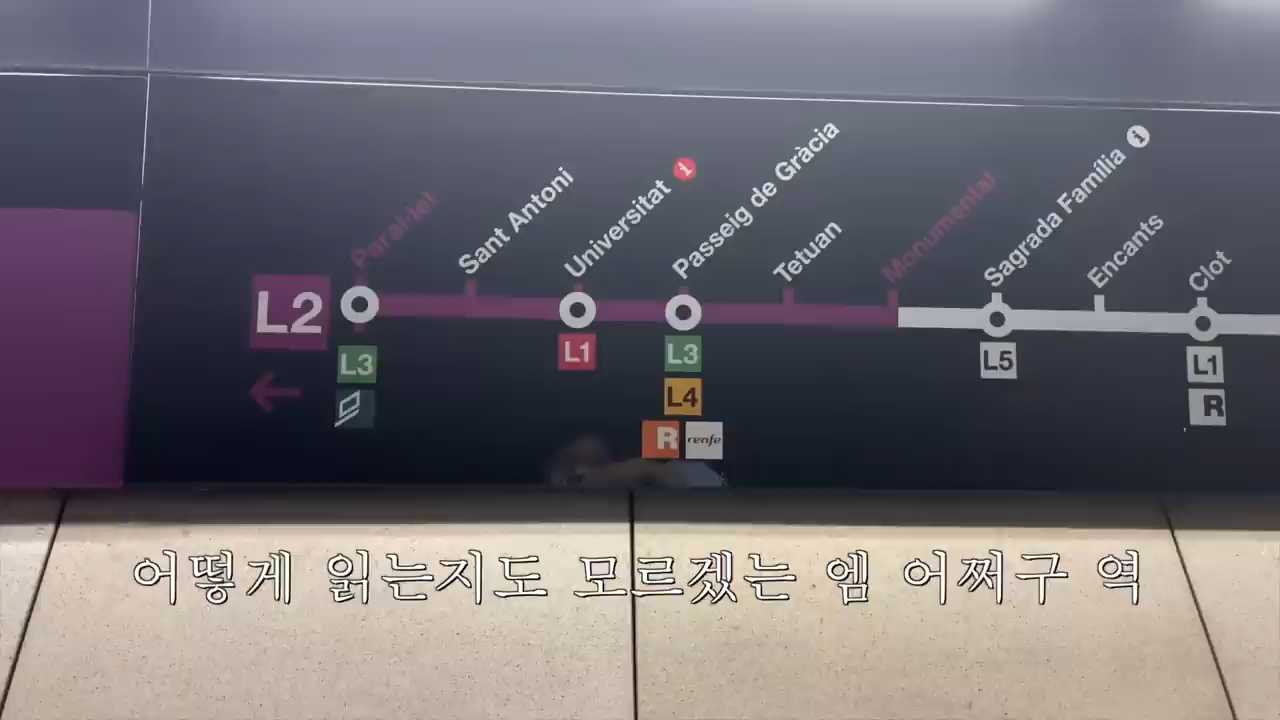 Paral·lel
Sant Antoni
Universitat
Passeig de Gràcia
Tetuan
Monumental
Sagrada Família
Encants
Clot
L2
L3
L1
L3
L4
R renfe
L5
L1
R
어떻게 읽는지도 모르겠는 엠 어쩌구 역